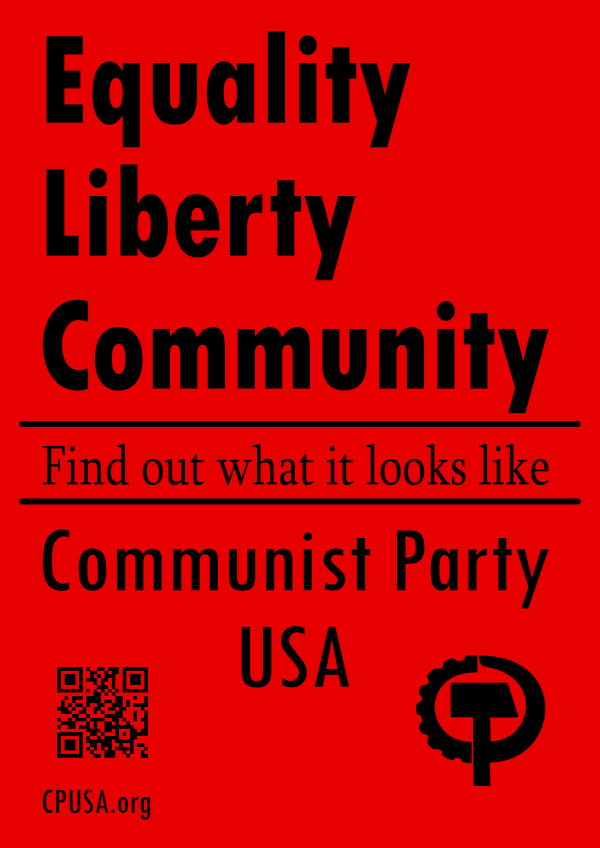 Equality
Liberty
Community
Find out what it looks like
Communist Party
USA
CPUSA.org